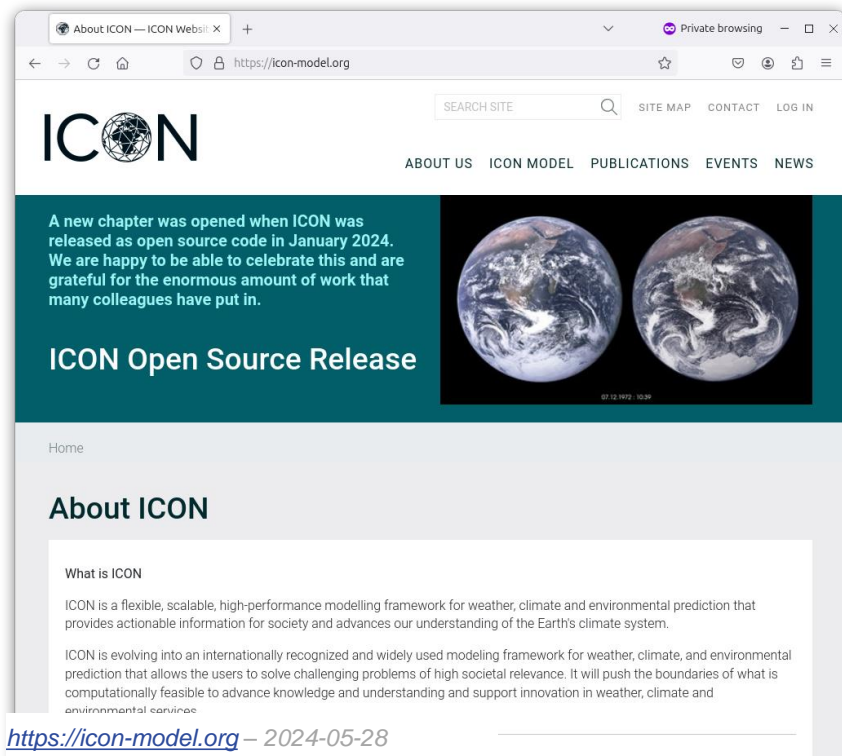 About ICON — ICON Websit
Private browsing
https://icon-model.org
SEARCH SITE
SITE MAP CONTACT LOG IN
ICON
ABOUT US ICON MODEL PUBLICATIONS EVENTS NEWS
A new chapter was opened when ICON was
released as open source code in January 2024.
We are happy to be able to celebrate this and are
grateful for the enormous amount of work that
many colleagues have put in.
ICON Open Source Release
07.12.1972 : 10:39
Home
About ICON
What is ICON
ICON is a flexible, scalable, high-performance modelling framework for weather, climate and environmental prediction that
provides actionable information for society and advances our understanding of the Earth's climate system.
ICON is evolving into an internationally recognized and widely used modeling framework for weather, climate, and environmental
prediction that allows the users to solve challenging problems of high societal relevance. It will push the boundaries of what is
computationally feasible to advance knowledge and understanding and support innovation in weather, climate and
environmental services.
https://icon-model.org – 2024-05-28